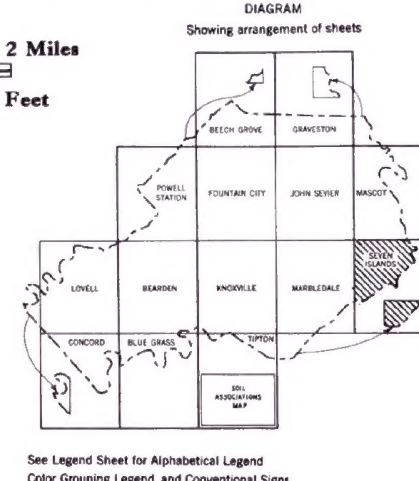 DIAGRAM
Showing arrangement of sheets
2 Miles
Feet
BEECH GROVE
GRAVESTON
POWELL
STATION
FOUNTAIN CITY
JOHN SEVIER
MASCOT
LOVELL
BEARDEN
KNOXVILLE
MARBLEDALE
SEVEN
ISLANDS
CONCORD
BLUE GRASS
TIPTON
SOIL
ASSOCIATIONS
MAP
See Legend Sheet for Alphabetical Legend
Color Grouping Legend, and Conventional Signs